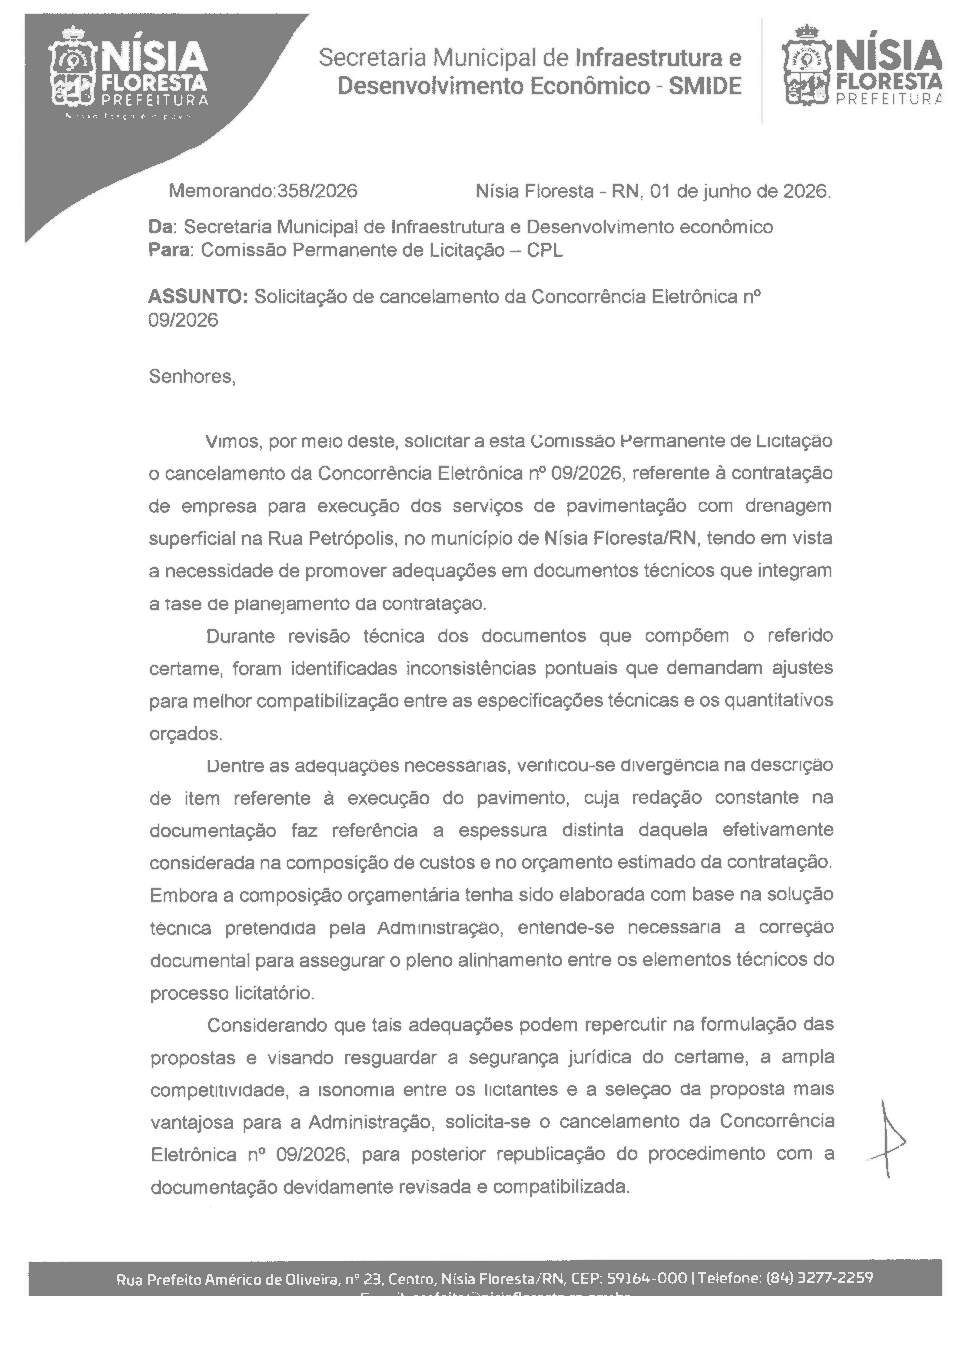 NÍSIA
FLORESTA
PREFEITURA
Secretaria Municipal de Infraestrutura e
Desenvolvimento Econômico - SMIDE
NÍSIA
FLORESTA
PREFEITURA
Memorando:358/2026 Nísia Floresta - RN, 01 de junho de 2026.
Da: Secretaria Municipal de Infraestrutura e Desenvolvimento econômico
Para: Comissão Permanente de Licitação – CPL
ASSUNTO: Solicitação de cancelamento da Concorrência Eletrônica nº
09/2026
Senhores,
Vimos, por meio deste, solicitar a esta Comissão Permanente de Licitação
o cancelamento da Concorrência Eletrônica nº 09/2026, referente à contratação
de empresa para execução dos serviços de pavimentação com drenagem
superficial na Rua Petrópolis, no município de Nísia Floresta/RN, tendo em vista
a necessidade de promover adequações em documentos técnicos que integram
a fase de planejamento da contratação.
Durante revisão técnica dos documentos que compõem o referido
certame, foram identificadas inconsistências pontuais que demandam ajustes
para melhor compatibilização entre as especificações técnicas e os quantitativos
orçados.
Dentre as adequações necessárias, verificou-se divergência na descrição
de item referente à execução do pavimento, cuja redação constante na
documentação faz referência a espessura distinta daquela efetivamente
considerada na composição de custos e no orçamento estimado da contratação.
Embora a composição orçamentária tenha sido elaborada com base na solução
técnica pretendida pela Administração, entende-se necessária a correção
documental para assegurar o pleno alinhamento entre os elementos técnicos do
processo licitatório.
Considerando que tais adequações podem repercutir na formulação das
propostas e visando resguardar a segurança jurídica do certame, a ampla
competitividade, a isonomia entre os licitantes e a seleção da proposta mais
vantajosa para a Administração, solicita-se o cancelamento da Concorrência
Eletrônica nº 09/2026, para posterior republicação do procedimento com a
documentação devidamente revisada e compatibilizada.
Rua Prefeito Américo de Oliveira, nº 23, Centro, Nísia Floresta/RN, CEP: 59164-000 | Telefone: (84) 3277-2259